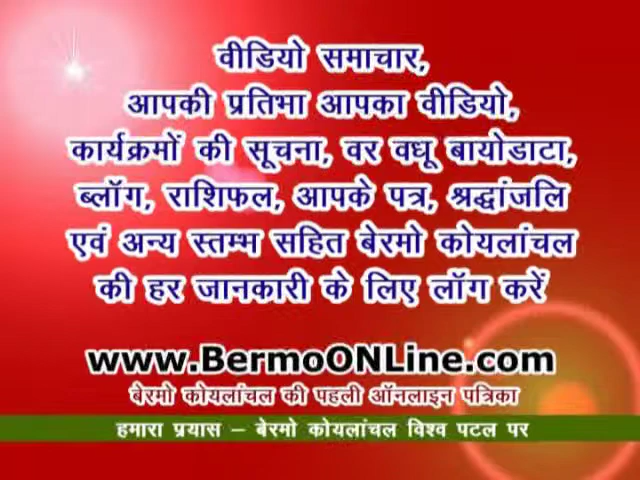 वीडियो समाचार,
आपकी प्रतिभा आपका वीडियो,
कार्यक्रमों की सूचना, वर वधू बायोडाटा,
ब्लॉग, राशिफल, आपके पत्र, श्रद्धांजलि
एवं अन्य स्तम्भ सहित बेरमो कोयलांचल
की हर जानकारी के लिए लॉग करें
www.BermoONLine.com
बेरमो कोयलांचल की पहली ऑनलाइन पत्रिका
हमारा प्रयास – बेरमो कोयलांचल विश्व पटल पर